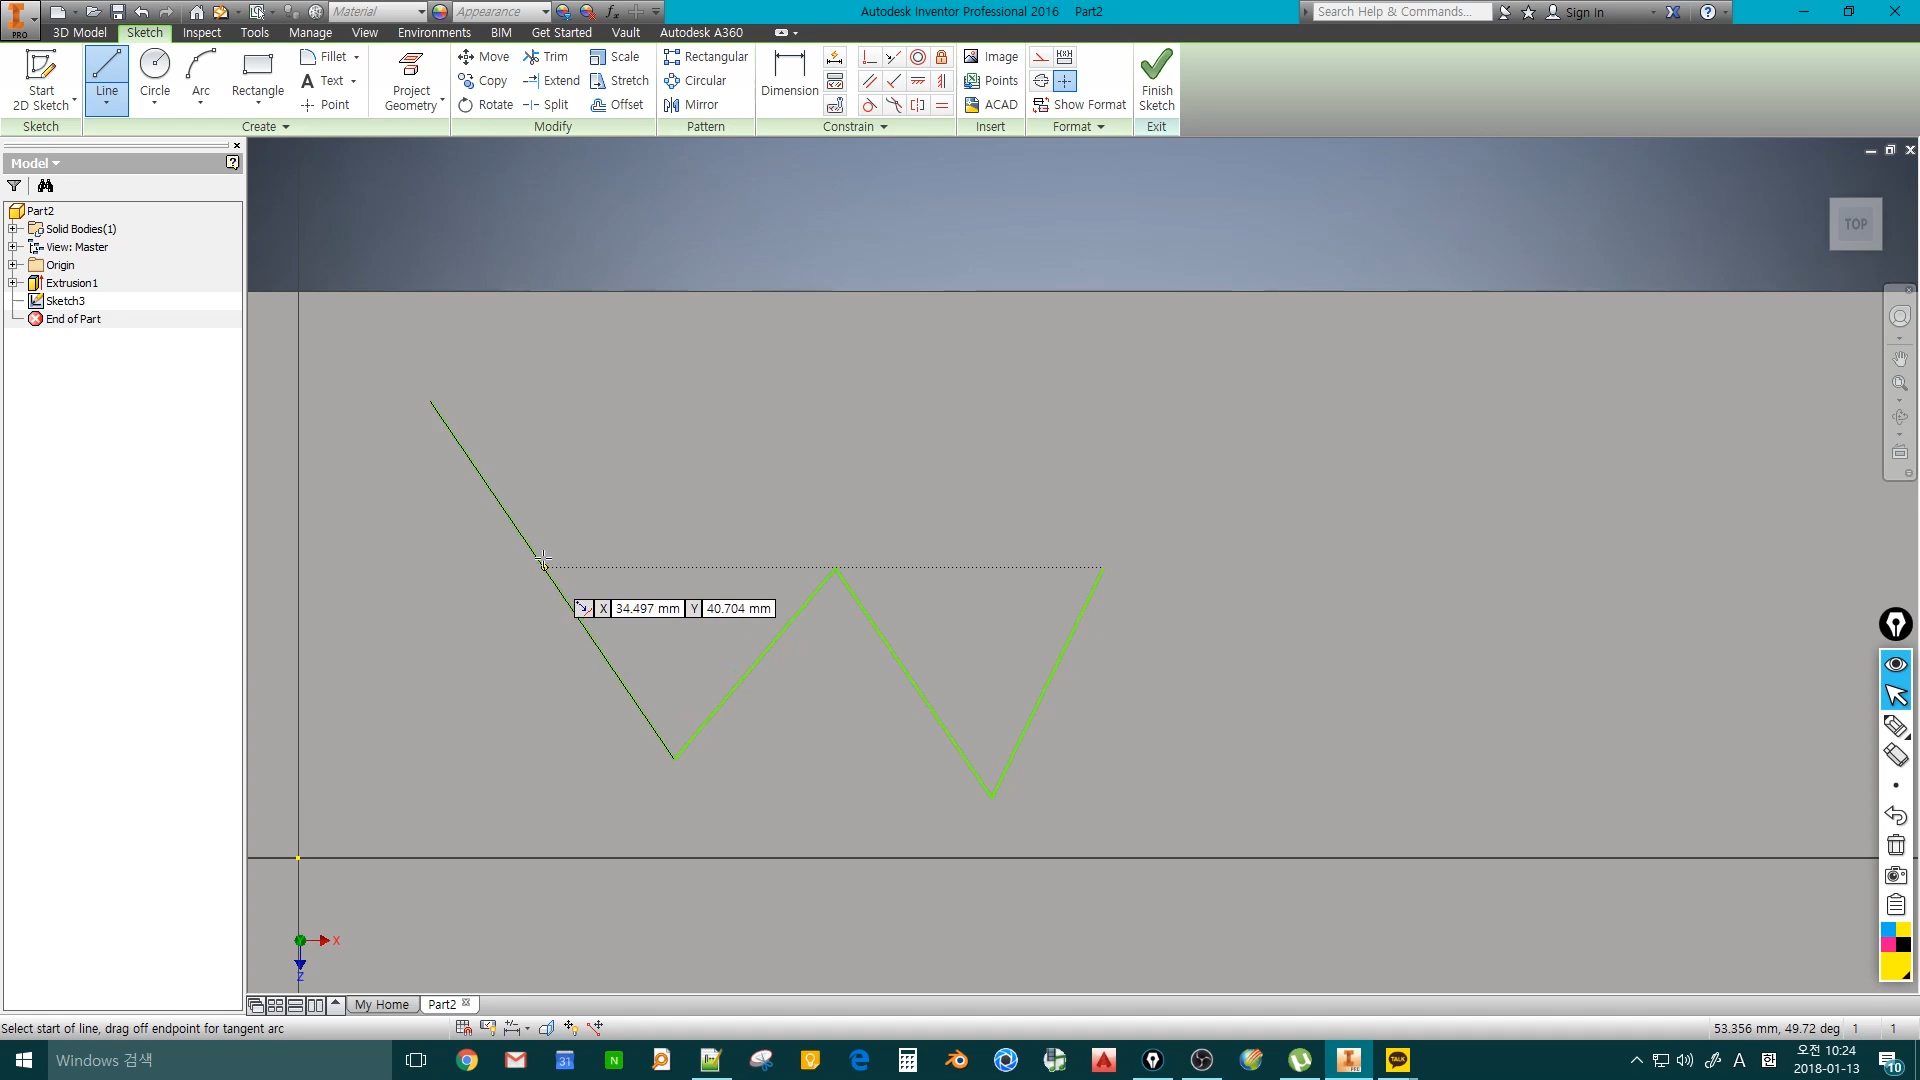 Material
Appearance
Autodesk Inventor Professional 2016 Part2
Search Help & Commands...
Sign In
PRO
3D Model Sketch Inspect Tools Manage View Environments BIM Get Started Vault Autodesk A360
Start
2D Sketch
Line
Circle
Arc
Rectangle
Fillet
Text
Point
Project
Geometry
Move
Copy
Rotate
Trim
Extend
Split
Scale
Stretch
Offset
Rectangular
Circular
Mirror
Dimension
Image
Points
ACAD
Show Format
Finish
Sketch
Sketch Create Modify Pattern Constrain Insert Format Exit
Model
Part2
Solid Bodies(1)
View: Master
Origin
Extrusion1
Sketch3
End of Part
TOP
X 34.497 mm Y 40.704 mm
X
Z
My Home Part2
Select start of line, drag off endpoint for tangent arc
53.356 mm, 49.72 deg 1 1
Windows 검색
오전 10:24
2018-01-13
10